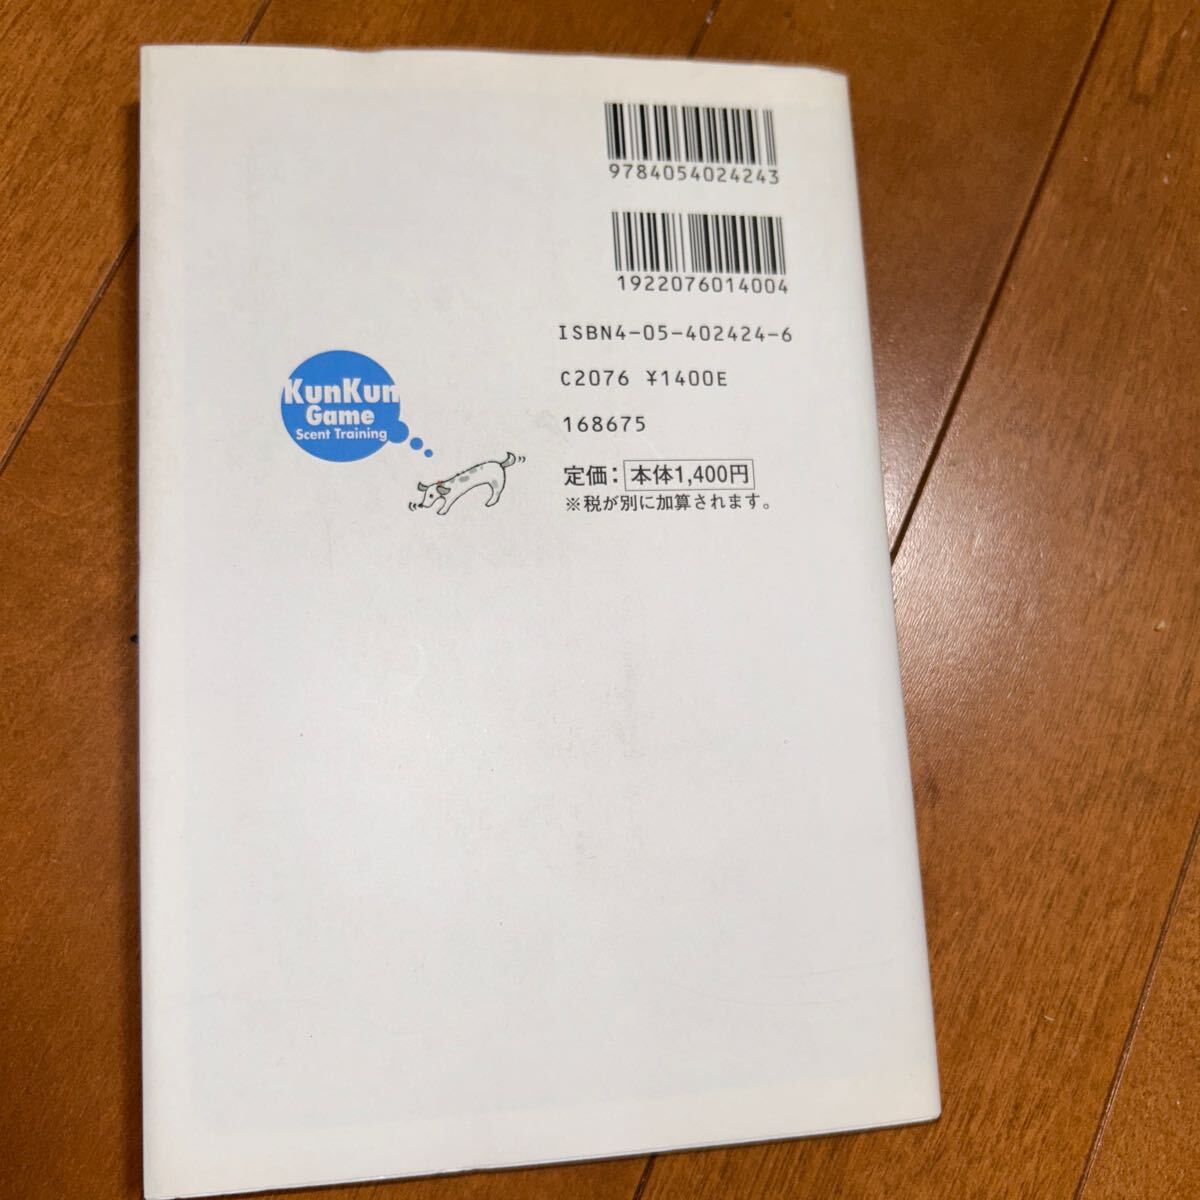 9784054024243
1922076014004
ISBN4-05-402424-6
C2076 ¥1400E
168675
定価：本体1,400円
※税が別に加算されます。
KunKun
Game
Scent Training